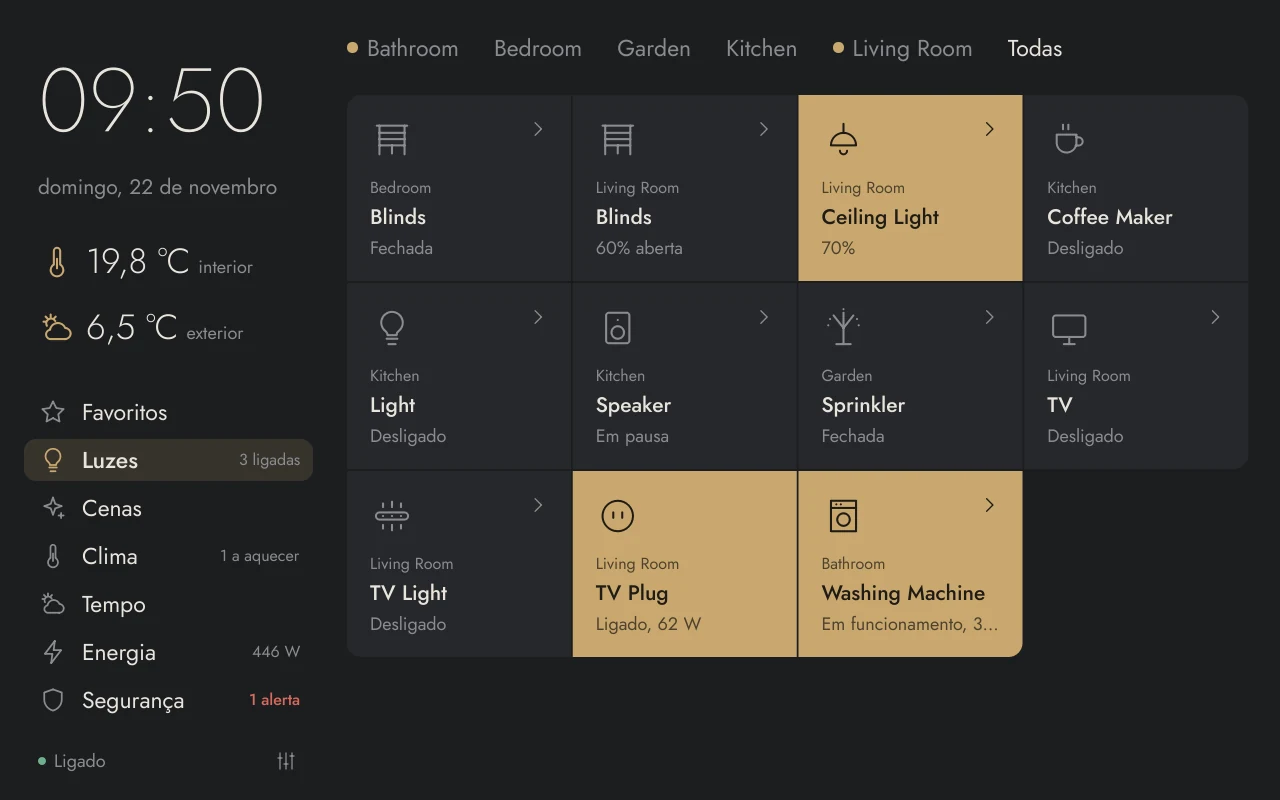 09:50
domingo, 22 de novembro
19,8 °C interior
6,5 °C exterior
Favoritos
Luzes 3 ligadas
Cenas
Clima 1 a aquecer
Tempo
Energia 446 W
Segurança 1 alerta
Ligado
Bathroom Bedroom Garden Kitchen Living Room Todas
Bedroom
Blinds
Fechada
Living Room
Blinds
60% aberta
Living Room
Ceiling Light
70%
Kitchen
Coffee Maker
Desligado
Kitchen
Light
Desligado
Kitchen
Speaker
Em pausa
Garden
Sprinkler
Fechada
Living Room
TV
Desligado
Living Room
TV Light
Desligado
Living Room
TV Plug
Ligado, 62 W
Bathroom
Washing Machine
Em funcionamento, 3…